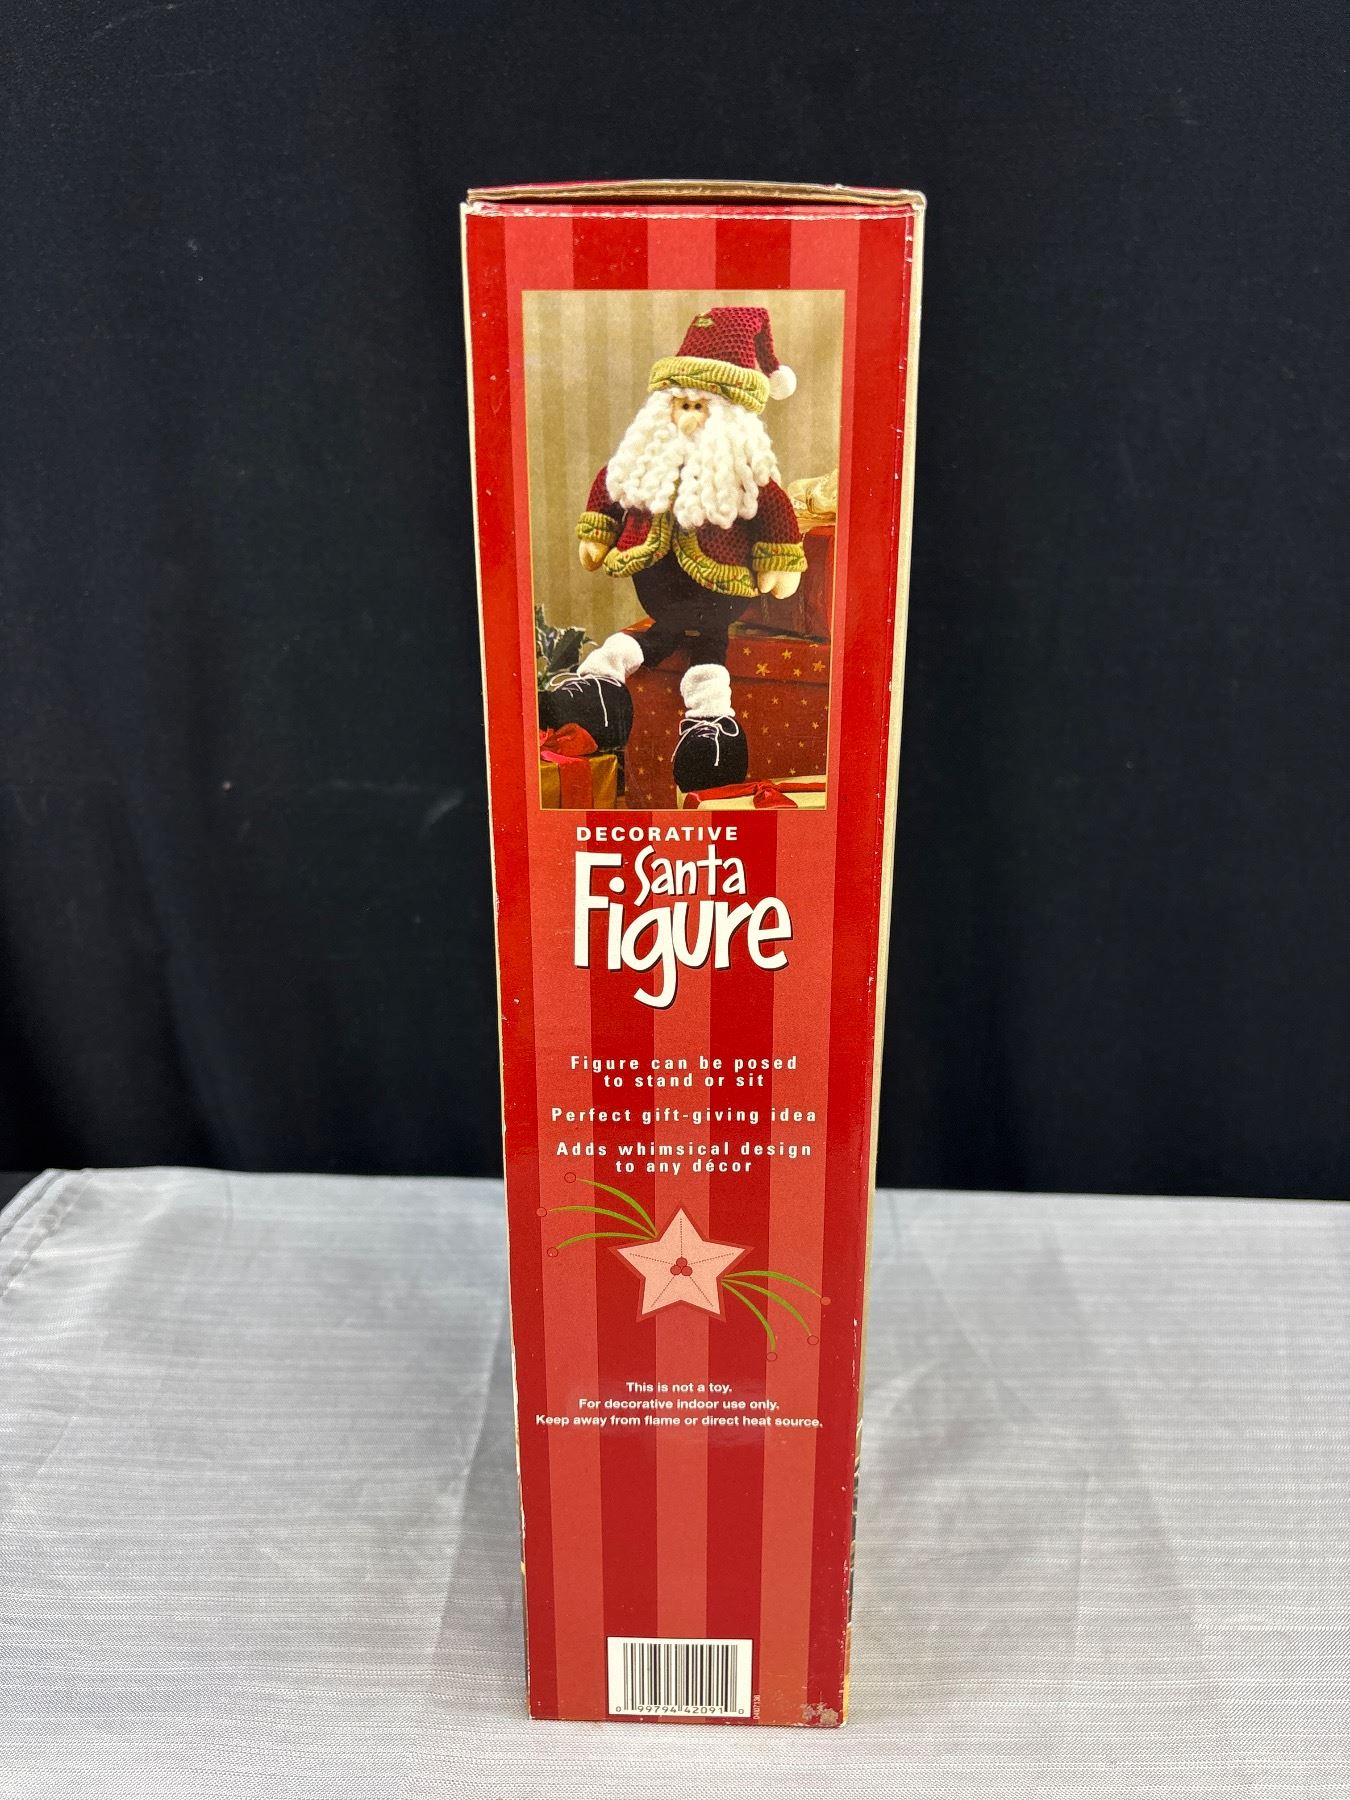 DECORATIVE
Santa
Figure
Figure can be posed
to stand or sit
Perfect gift-giving idea
Adds whimsical design
to any décor
This is not a toy.
For decorative indoor use only.
Keep away from flame or direct heat source.
0 99794 42091 0